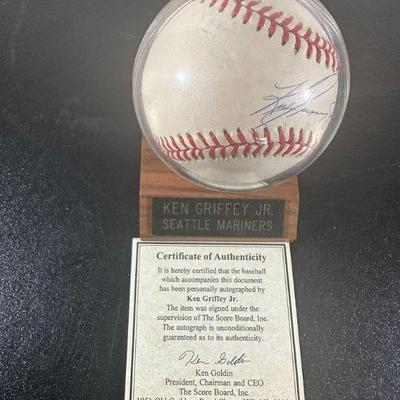 KEN GRIFFEY JR.
SEATTLE MARINERS
Certificate of Authenticity
It is hereby certified that the baseball
which accompanies this document
has been personally autographed by
Ken Griffey Jr.
The item was signed under the
supervision of The Score Board, Inc.
The autograph is unconditionally
guaranteed as to its authenticity.
Ken Goldin
Ken Goldin
President, Chairman and CEO
The Score Board, Inc.